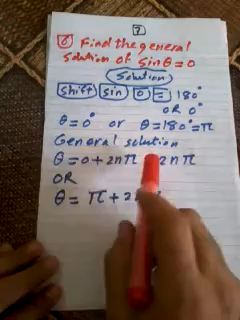 7
6 Find the general
solution of sinθ=0
Solution
shift sin 0 = 180°
OR 0°
θ=0° or θ=180°=π
General solution
θ=0+2nπ 2nπ
OR
θ= π+2